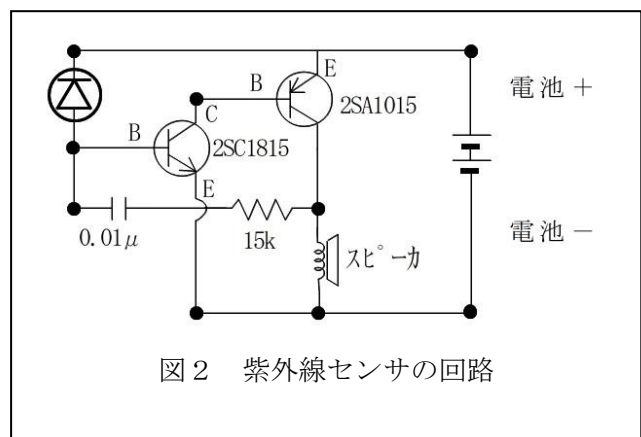 E
B
2SA1015
電池＋
C
B
2SC1815
E
0.01μ
15k
スピーカ
電池－
図２　紫外線センサの回路